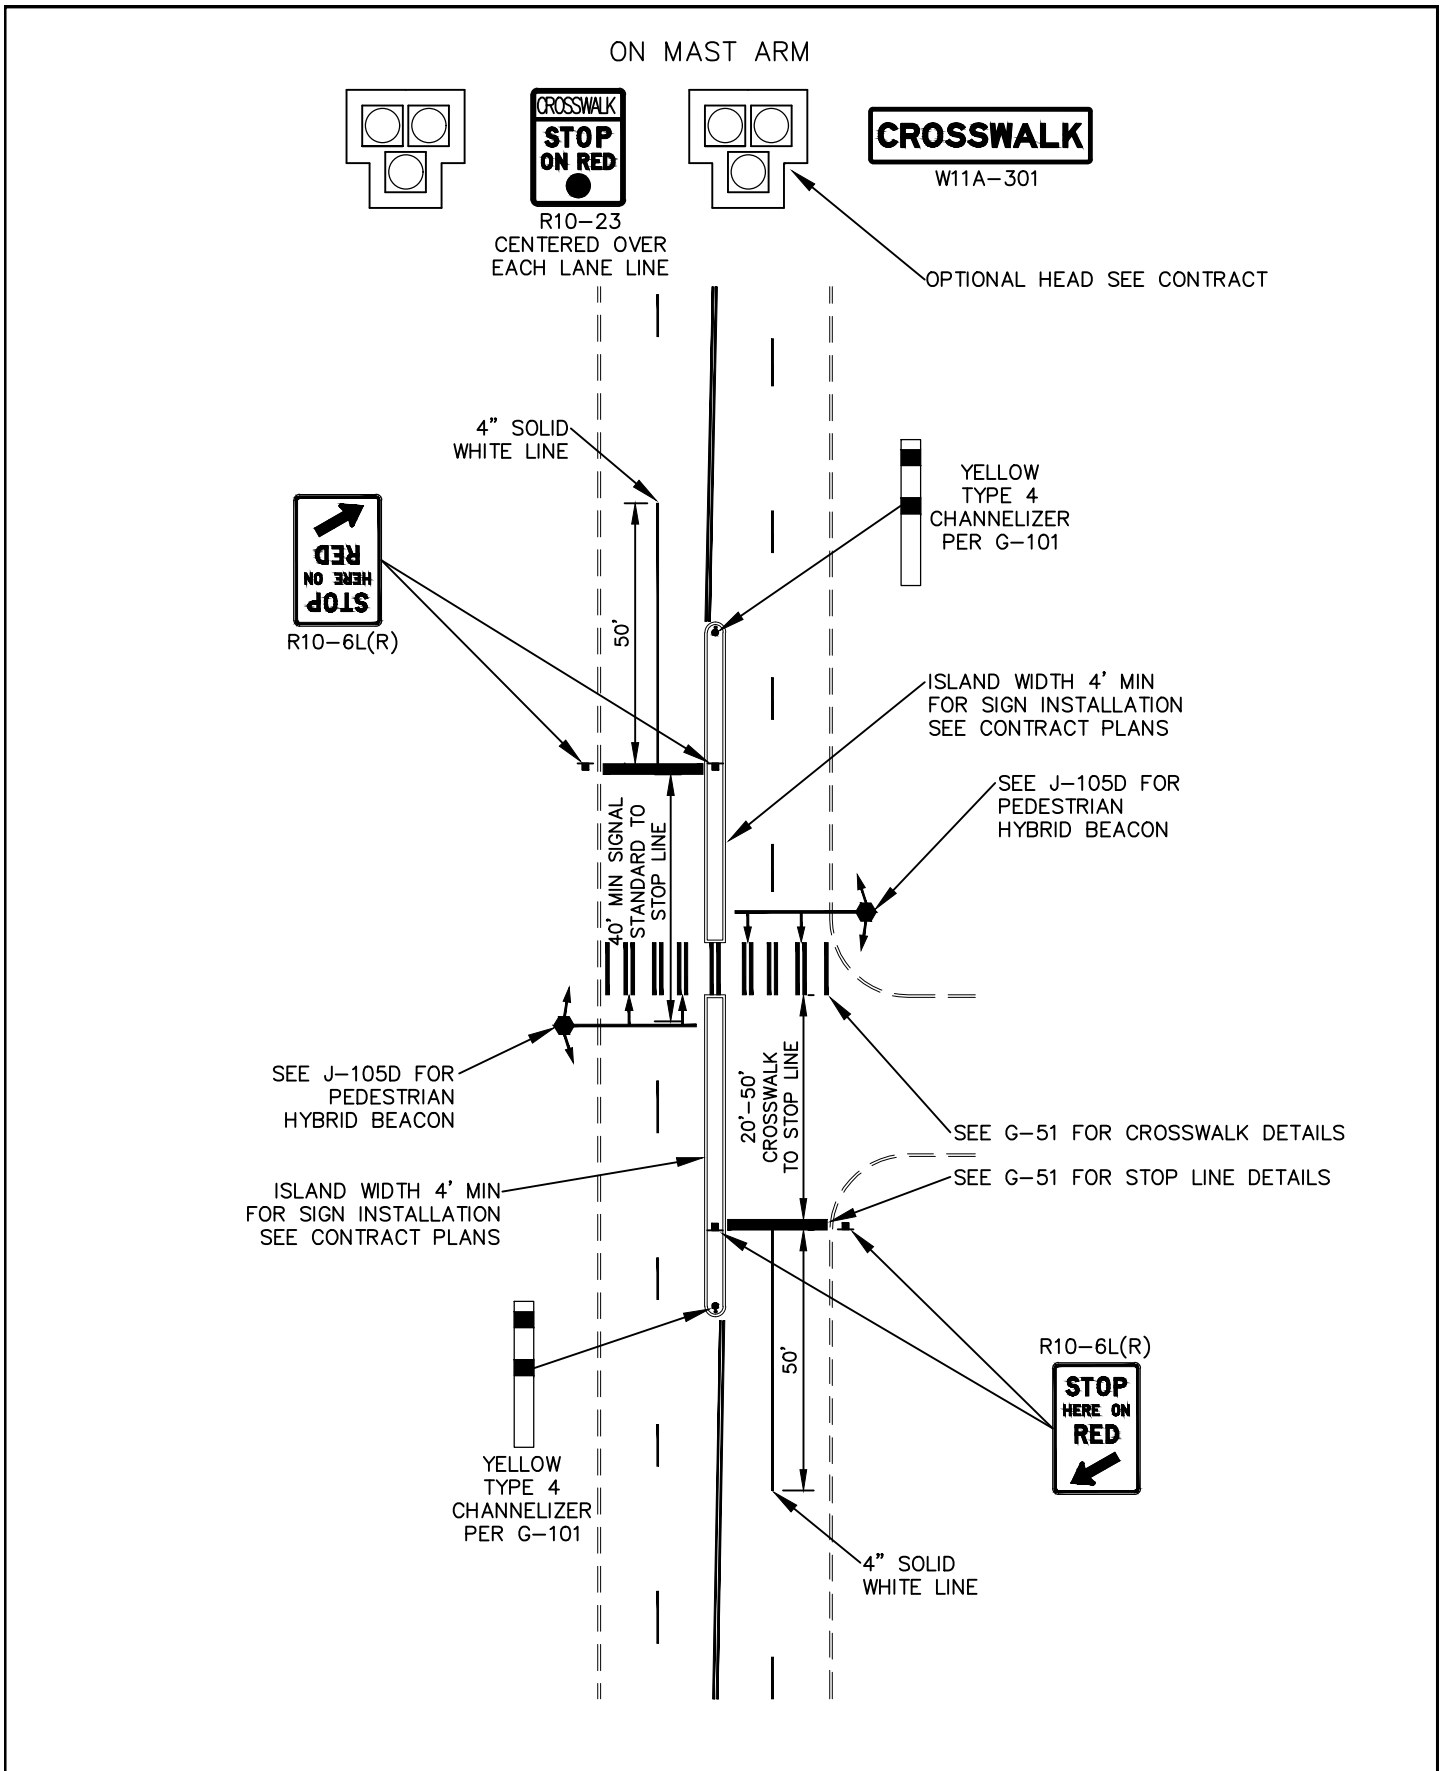 ON MAST ARM
CROSSWALK
STOP
ON RED
R10-23
CENTERED OVER
EACH LANE LINE
CROSSWALK
W11A-301
OPTIONAL HEAD SEE CONTRACT
4" SOLID
WHITE LINE
YELLOW
TYPE 4
CHANNELIZER
PER G-101
STOP
HERE ON
RED
R10-6L(R)
50'
ISLAND WIDTH 4' MIN
FOR SIGN INSTALLATION
SEE CONTRACT PLANS
SEE J-105D FOR
PEDESTRIAN
HYBRID BEACON
40' MIN SIGNAL
STANDARD TO
STOP LINE
SEE J-105D FOR
PEDESTRIAN
HYBRID BEACON
20'-50'
CROSSWALK
TO STOP LINE
SEE G-51 FOR CROSSWALK DETAILS
SEE G-51 FOR STOP LINE DETAILS
ISLAND WIDTH 4' MIN
FOR SIGN INSTALLATION
SEE CONTRACT PLANS
50'
R10-6L(R)
STOP
HERE ON
RED
YELLOW
TYPE 4
CHANNELIZER
PER G-101
4" SOLID
WHITE LINE